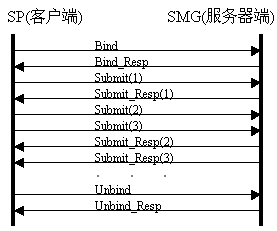 SP(客户端) SMG(服务器端)
Bind
Bind_Resp
Submit(1)
Submit_Resp(1)
Submit(2)
Submit(3)
Submit_Resp(2)
Submit_Resp(3)
. . .
Unbind
Unbind_Resp